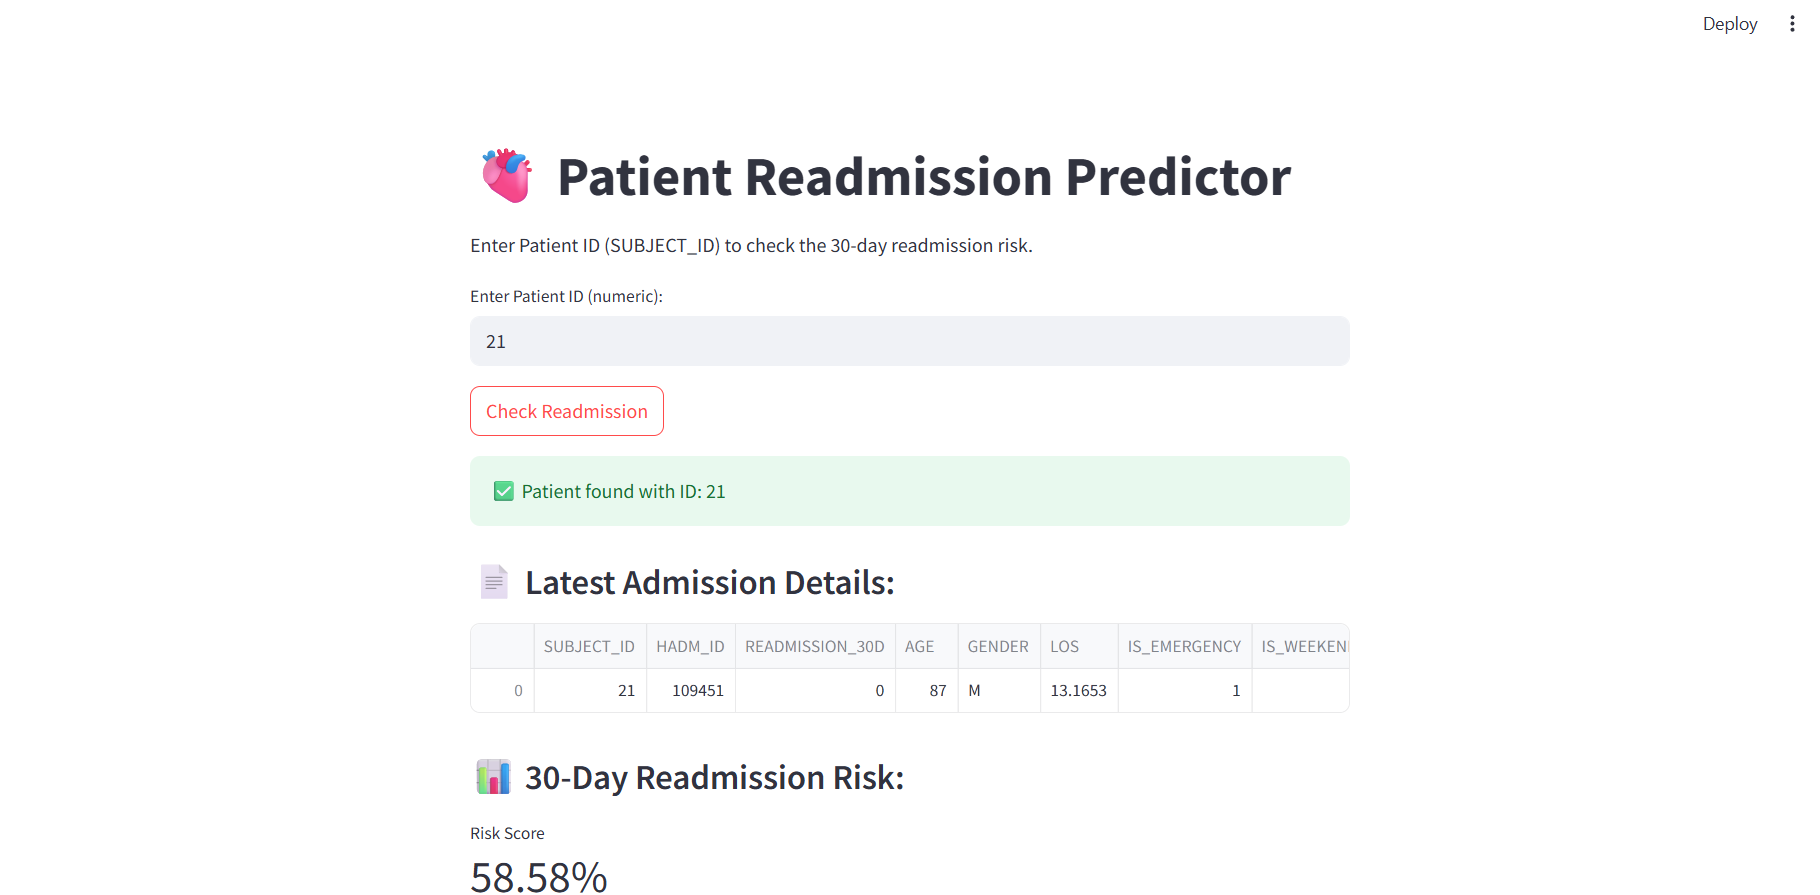 Deploy
Patient Readmission Predictor
Enter Patient ID (SUBJECT_ID) to check the 30-day readmission risk.
Enter Patient ID (numeric):
21
Check Readmission
Patient found with ID: 21
Latest Admission Details:
SUBJECT_ID HADM_ID READMISSION_30D AGE GENDER LOS IS_EMERGENCY IS_WEEKEN
0 21 109451 0 87 M 13.1653 1
30-Day Readmission Risk:
Risk Score
58.58%